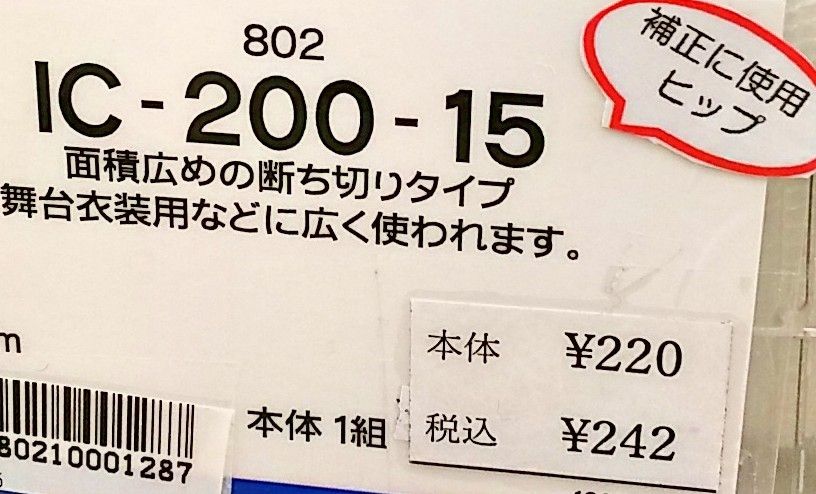 802
IC-200-15
面積広めの断ち切りタイプ
舞台衣装用などに広く使われます。
補正に使用
ヒップ
m
本体 ¥220
税込 ¥242
本体 1組
80210001287